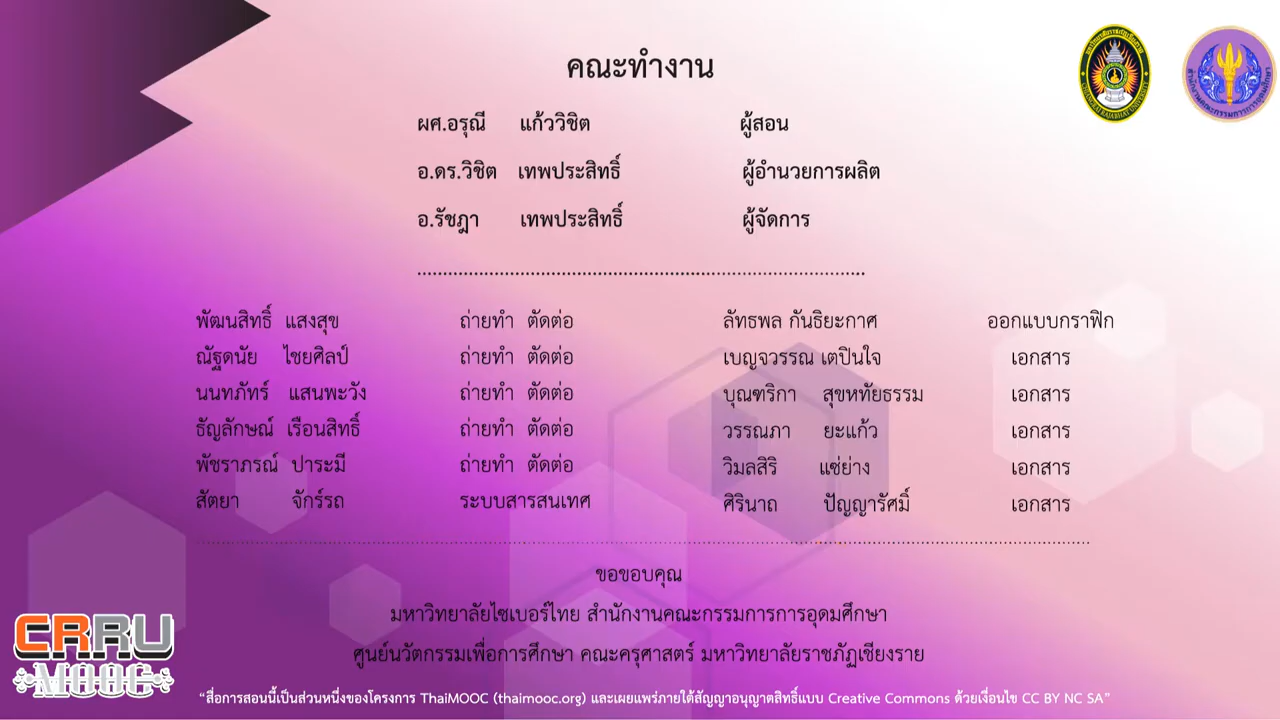 คณะทำงาน
ผศ.อรุณี แก้ววิชิต ผู้สอน
อ.ดร.วิชิต เทพประสิทธิ์ ผู้อำนวยการผลิต
อ.รัชฎา เทพประสิทธิ์ ผู้จัดการ
พัฒนสิทธิ์ แสงสุข ถ่ายทำ ตัดต่อ ลัทธพล กันธิยะกาศ ออกแบบกราฟิก
ณัฐดนัย ไชยศิลป์ ถ่ายทำ ตัดต่อ เบญจวรรณ เตปินใจ เอกสาร
นนทภัทร์ แสนพะวัง ถ่ายทำ ตัดต่อ บุณฑริกา สุขหทัยธรรม เอกสาร
ธัญลักษณ์ เรือนสิทธิ์ ถ่ายทำ ตัดต่อ วรรณภา ยะแก้ว เอกสาร
พัชราภรณ์ ปาระมี ถ่ายทำ ตัดต่อ วิมลสิริ แซ่ย่าง เอกสาร
สัตยา จักร์รถ ระบบสารสนเทศ ศิรินาถ ปัญญารัศมิ์ เอกสาร
ขอขอบคุณ
มหาวิทยาลัยไซเบอร์ไทย สำนักงานคณะกรรมการการอุดมศึกษา
ศูนย์นวัตกรรมเพื่อการศึกษา คณะครุศาสตร์ มหาวิทยาลัยราชภัฏเชียงราย
CRRU
MOOC
“สื่อการสอนนี้เป็นส่วนหนึ่งของโครงการ ThaiMOOC (thaimooc.org) และเผยแพร่ภายใต้สัญญาอนุญาตสิทธิ์แบบ Creative Commons ด้วยเงื่อนไข CC BY NC SA”